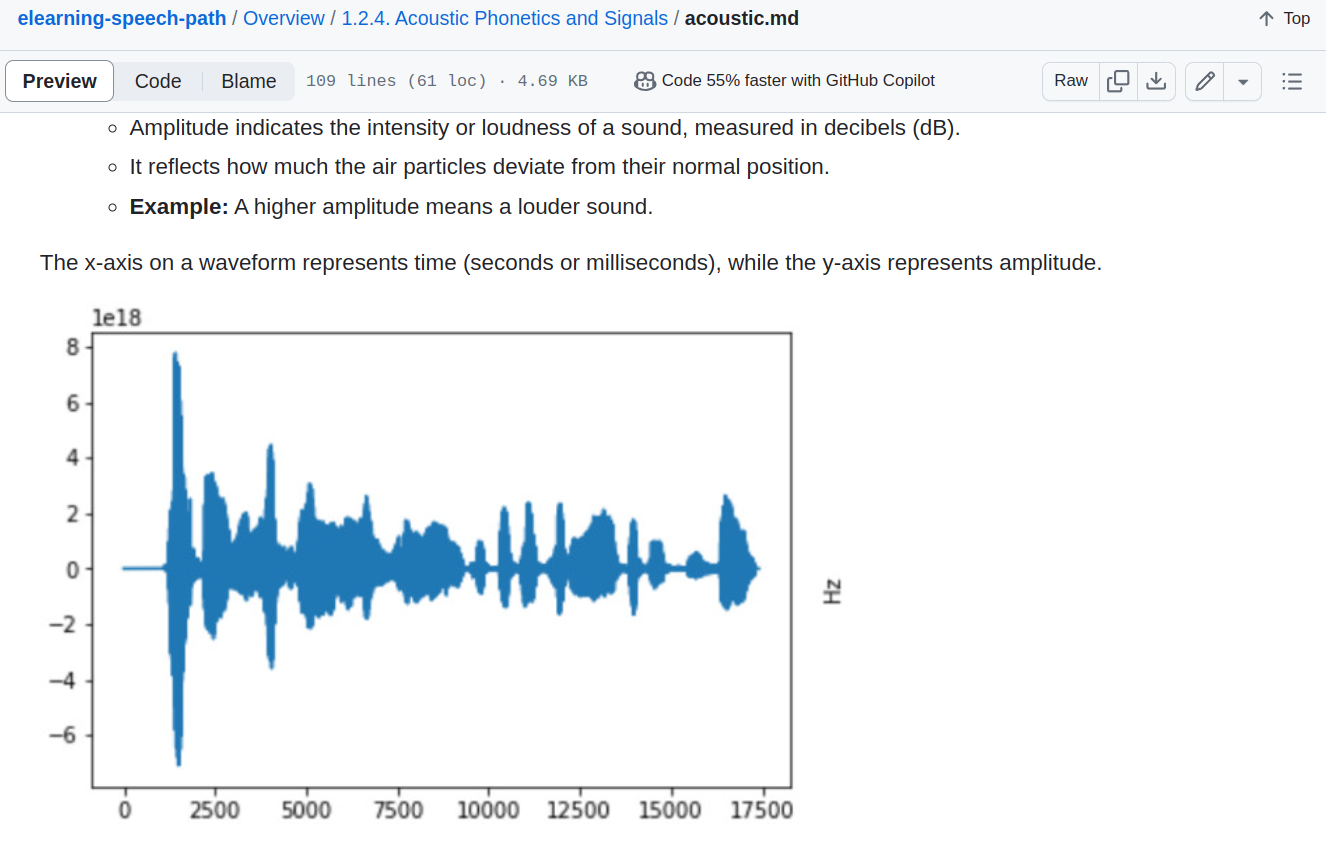 elearning-speech-path / Overview / 1.2.4. Acoustic Phonetics and Signals / acoustic.md
Top
Preview Code Blame 109 lines (61 loc) · 4.69 KB Code 55% faster with GitHub Copilot Raw
Amplitude indicates the intensity or loudness of a sound, measured in decibels (dB).
It reflects how much the air particles deviate from their normal position.
Example: A higher amplitude means a louder sound.
The x-axis on a waveform represents time (seconds or milliseconds), while the y-axis represents amplitude.
1e18
8
6
4
2
0
−2
−4
−6
0 2500 5000 7500 10000 12500 15000 17500
Hz